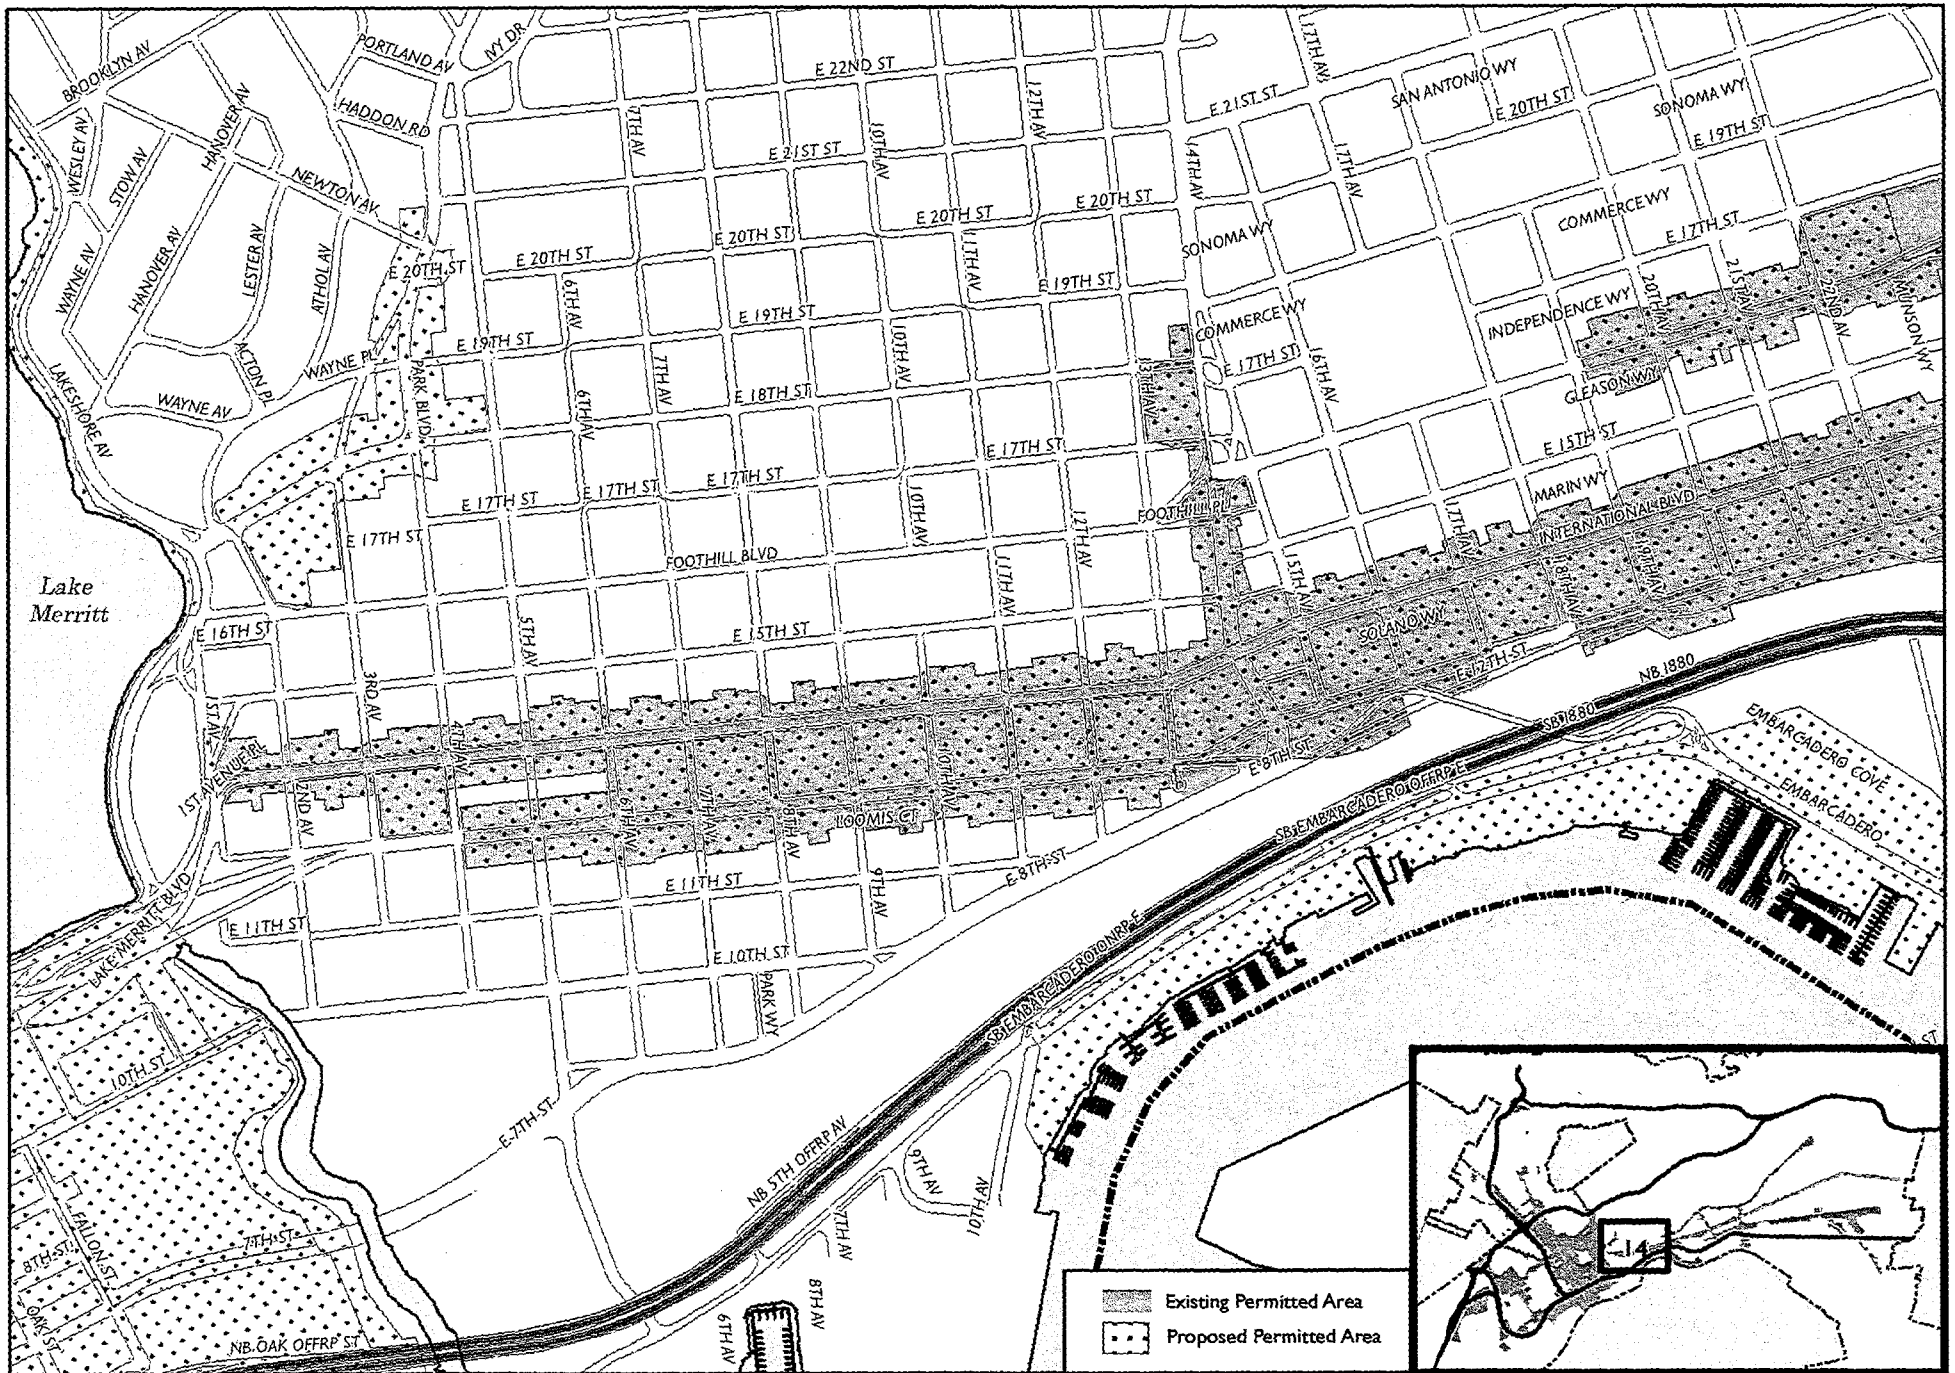 BROOKLYN AV
PORTLAND AV
IVY DR
E 22ND ST
17TH AV
SAN ANTONIO WY
SONOMA WY
HANOVER AV
HADDON RD
7TH AV
12TH AV
E 21ST ST
E 20TH ST
E 19TH ST
WESLEY AV
STOW AV
E 21ST ST
10TH AV
14TH AV
17TH AV
NEWTON AV
E 20TH ST
E 20TH ST
COMMERCE WY
WAYNE AV
HANOVER AV
LESTER AV
ATHOL AV
E 20TH ST
E 20TH ST
E 20TH ST
11TH AV
SONOMA WY
E 17TH ST
6TH AV
E 19TH ST
20TH AV
21ST AV
22ND AV
MUNSON WY
E 19TH ST
E 19TH ST
COMMERCE WY
INDEPENDENCE WY
LAKESHORE AV
ACTON PL
WAYNE PL
PARK BLVD
7TH AV
10TH AV
13TH AV
E 17TH ST
16TH AV
GLEASON WY
WAYNE AV
6TH AV
E 18TH ST
E 17TH ST
E 15TH ST
E 17TH ST
E 17TH ST
E 17TH ST
10TH AV
12TH AV
FOOTHILL PL
17TH AV
MARIN WY
INTERNATIONAL BLVD
E 17TH ST
FOOTHILL BLVD
11TH AV
15TH AV
18TH AV
19TH AV
Lake
Merritt
E 16TH ST
5TH AV
E 15TH ST
SOLANO WY
E 12TH ST
NB I880
1ST AV
3RD AV
4TH AV
SB I880
EMBARCADERO COVE
1ST AVENUE PL
2ND AV
6TH AV
7TH AV
8TH AV
10TH AV
E 8TH ST
EMBARCADERO
LOOMIS CT
SB EMBARCADERO OFFRP E
E 11TH ST
9TH AV
E 8TH ST
LAKE MERRITT BLVD
E 11TH ST
E 10TH ST
PARK WY
SB EMBARCADERO ONRP E
10TH ST
ST
E 7TH ST
NB 5TH OFFRP AV
9TH AV
10TH AV
7TH AV
FALLON ST
8TH ST
7TH ST
OAK ST
NB OAK OFFRP ST
6TH AV
8TH AV
14
Existing Permitted Area
Proposed Permitted Area